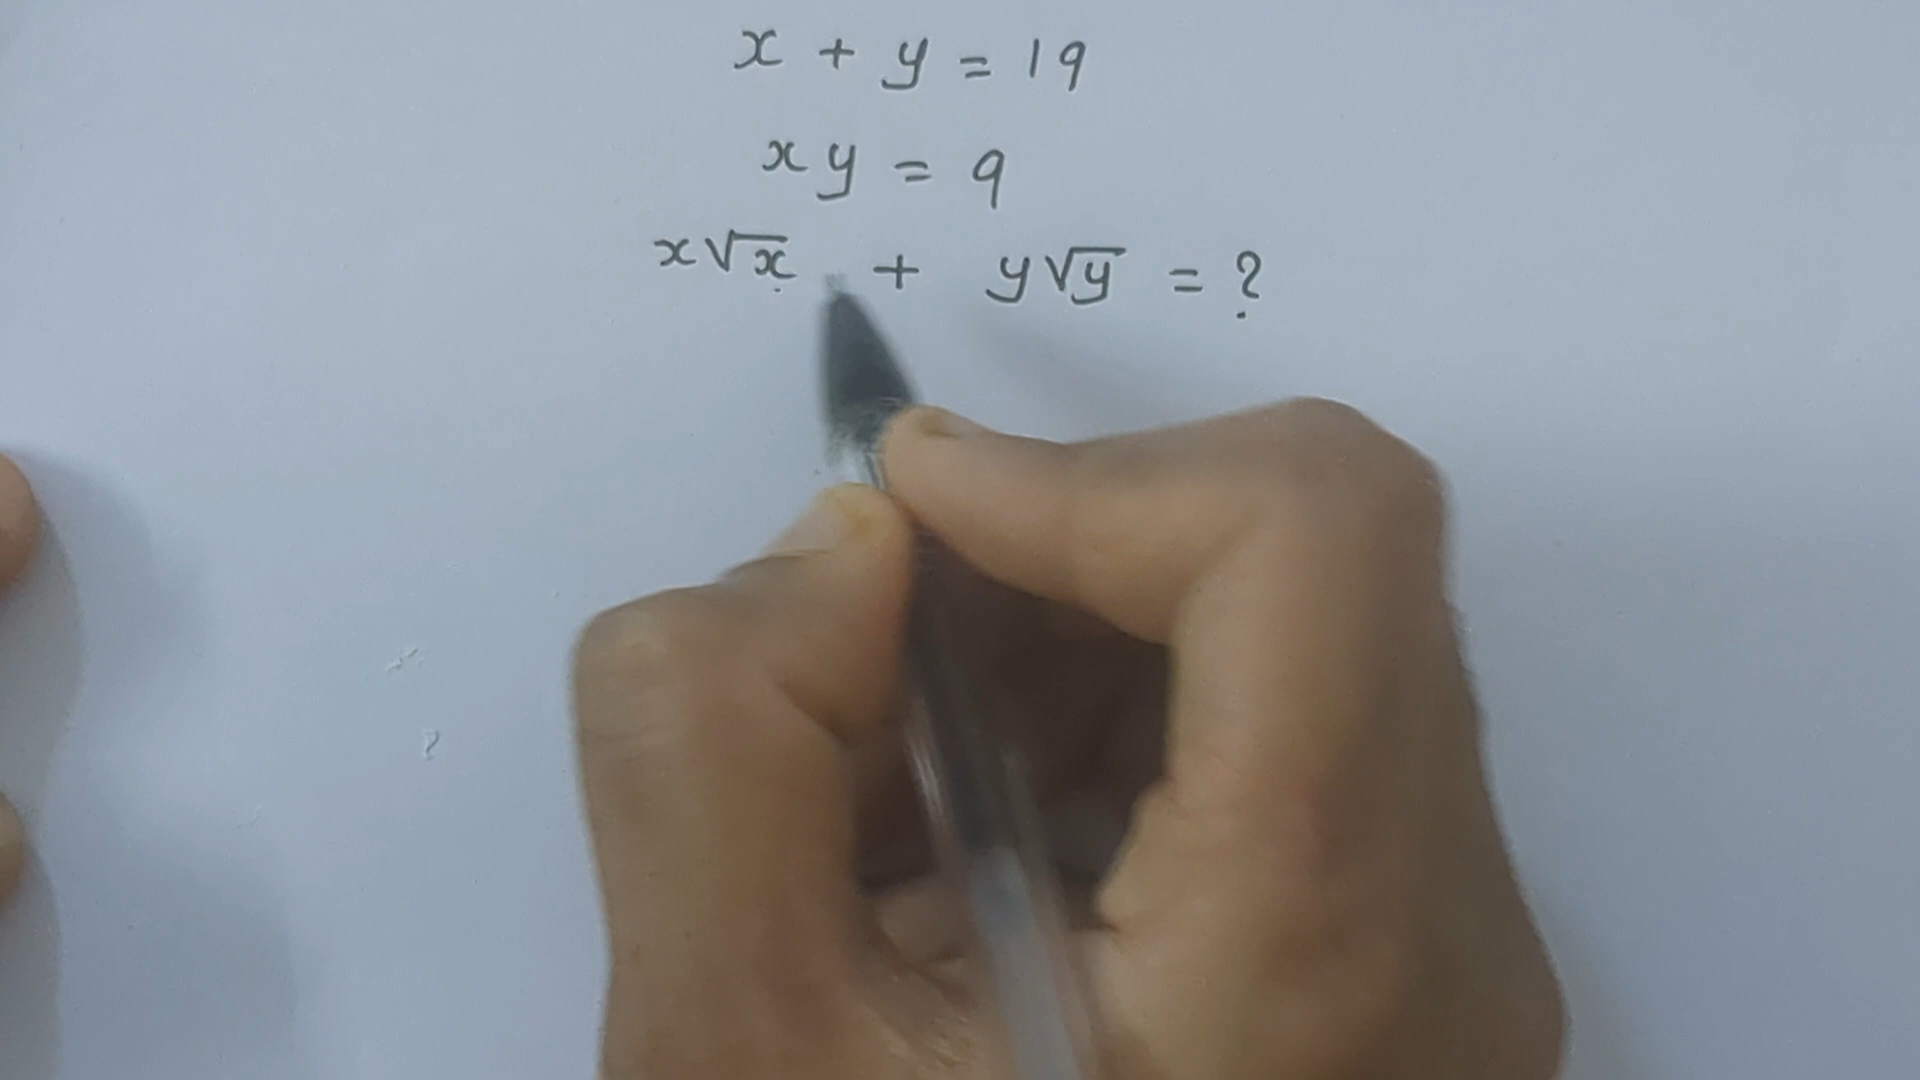 x + y = 19
xy = 9
x√x + y√y = ?